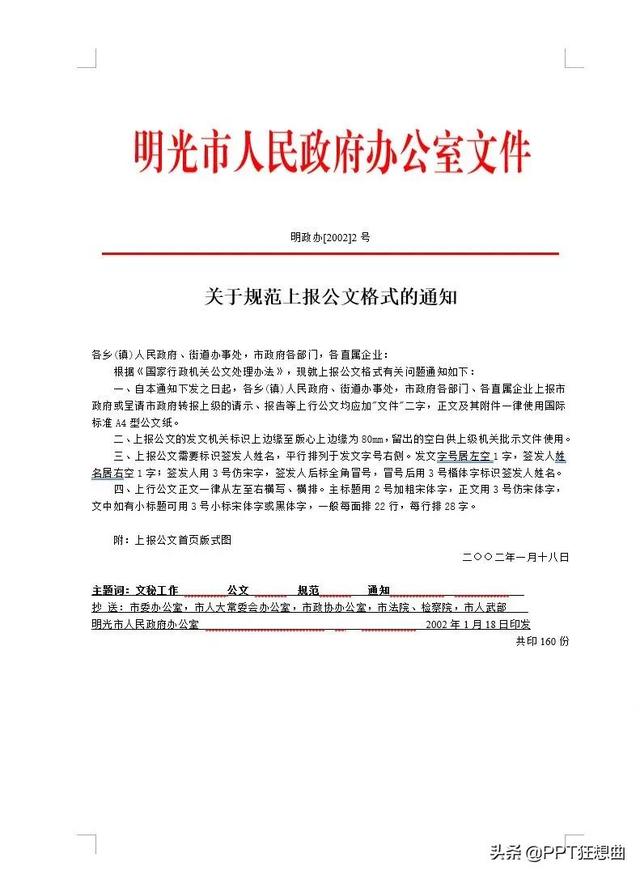 明光市人民政府办公室文件
明政办[2002]2 号
关于规范上报公文格式的通知
各乡(镇)人民政府、街道办事处，市政府各部门，各直属企业：
根据《国家行政机关公文处理办法》，现就上报公文格式有关问题通知如下：
一、自本通知下发之日起，各乡(镇)人民政府、街道办事处、市政府各部门、各直属企业上报市
政府或呈请市政府转报上级的请示、报告等上行公文均应加"文件"二字，正文及其附件一律使用国际
标准 A4 型公文纸。
二、上报公文的发文机关标识上边缘至版心上边缘为 80mm，留出的空白供上级机关批示文件使用。
三、上报公文需要标识签发人姓名，平行排列于发文字号右侧。发文字号居左空 1 字，签发人姓
名居右空 1 字；签发人用 3 号仿宋字，签发人后标全角冒号，冒号后用 3 号楷体字标识签发人姓名。
四、上行公文正文一律从左至右横写、横排。主标题用 2 号加粗宋体字，正文用 3 号仿宋体字，
文中如有小标题可用 3 号小标宋体字或黑体字，一般每面排 22 行，每行排 28 字。
附：上报公文首页版式图
二〇〇二年一月十八日
主题词：文秘工作 公文 规范 通知
抄 送：市委办公室，市人大常委会办公室，市政协办公室，市法院、检察院，市人武部
明光市人民政府办公室 2002 年 1 月 18 日印发
共印 160 份
头条 @PPT狂想曲